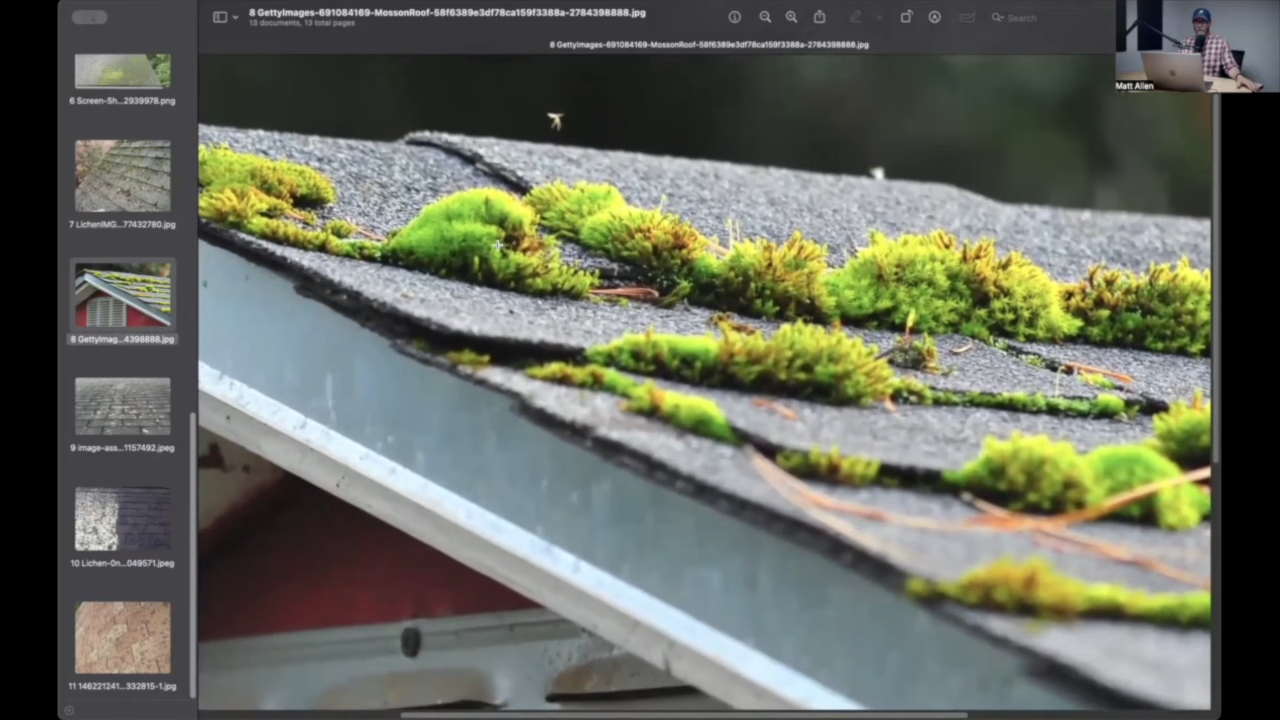 8 GettyImages-691084169-MossonRoof-58f6389e3df78ca159f3388a-2784398888.jpg
13 documents, 13 total pages
Search
8 GettyImages-691084169-MossonRoof-58f6389e3df78ca159f3388a-2784398888.jpg
Matt Allen
6 Screen-Sh...2939978.png
7 LichenIMG...77432780.jpg
8 GettyImag...4398888.jpg
9 image-ass...1157492.jpeg
10 Lichen-0n...049571.jpeg
11 146221241...332815-1.jpg